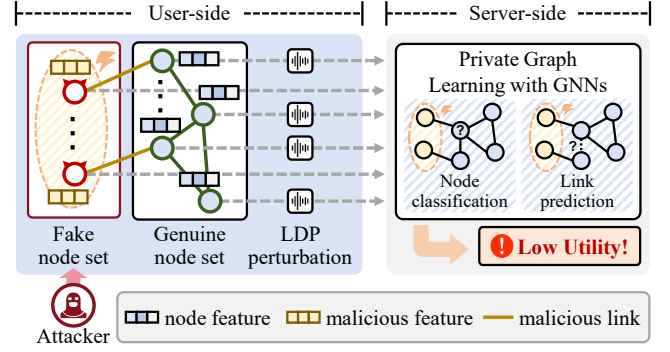 User-side
Server-side
Private Graph
Learning with GNNs
?
?
Node
classification
Link
prediction
Fake
node set
Genuine
node set
LDP
perturbation
! Low Utility!
Attacker
node feature
malicious feature
malicious link